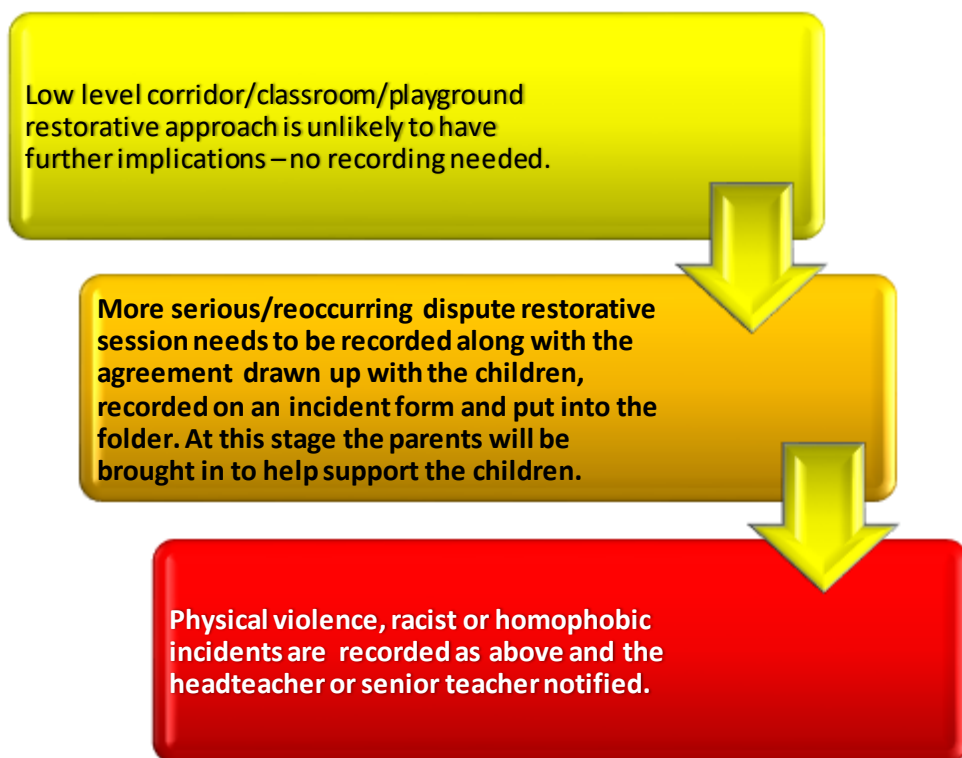 Low level corridor/classroom/playground
restorative approach is unlikely to have
further implications – no recording needed.
More serious/reoccurring dispute restorative
session needs to be recorded along with the
agreement drawn up with the children,
recorded on an incident form and put into the
folder. At this stage the parents will be
brought in to help support the children.
Physical violence, racist or homophobic
incidents are recorded as above and the
headteacher or senior teacher notified.